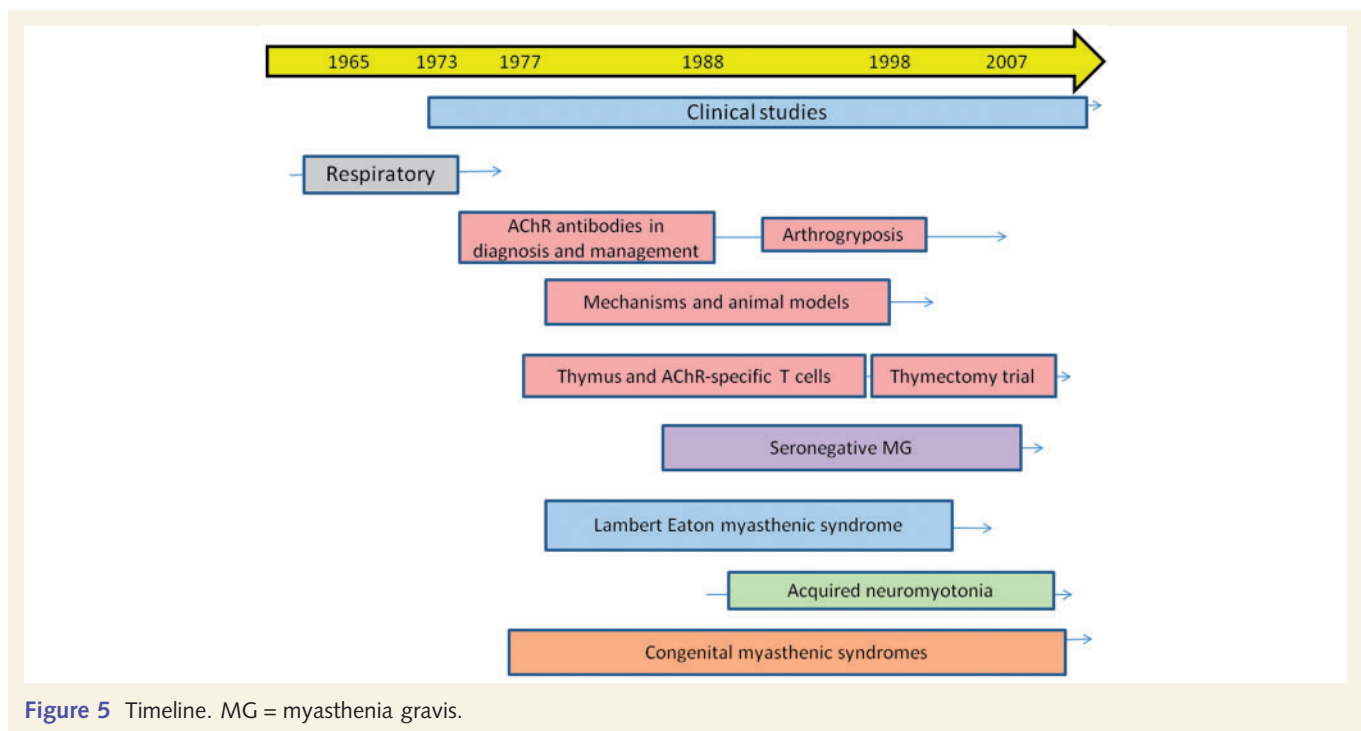 1965 1973 1977 1988 1998 2007
Clinical studies
Respiratory
AChR antibodies in
diagnosis and management
Arthrogryposis
Mechanisms and animal models
Thymus and AChR-specific T cells
Thymectomy trial
Seronegative MG
Lambert Eaton myasthenic syndrome
Acquired neuromyotonia
Congenital myasthenic syndromes
Figure 5 Timeline. MG = myasthenia gravis.